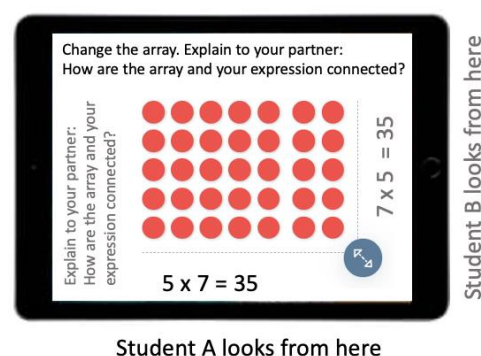 Change the array. Explain to your partner:
How are the array and your expression connected?
Explain to your partner:
How are the array and your
expression connected?
7 x 5 = 35
5 x 7 = 35
Student B looks from here
Student A looks from here